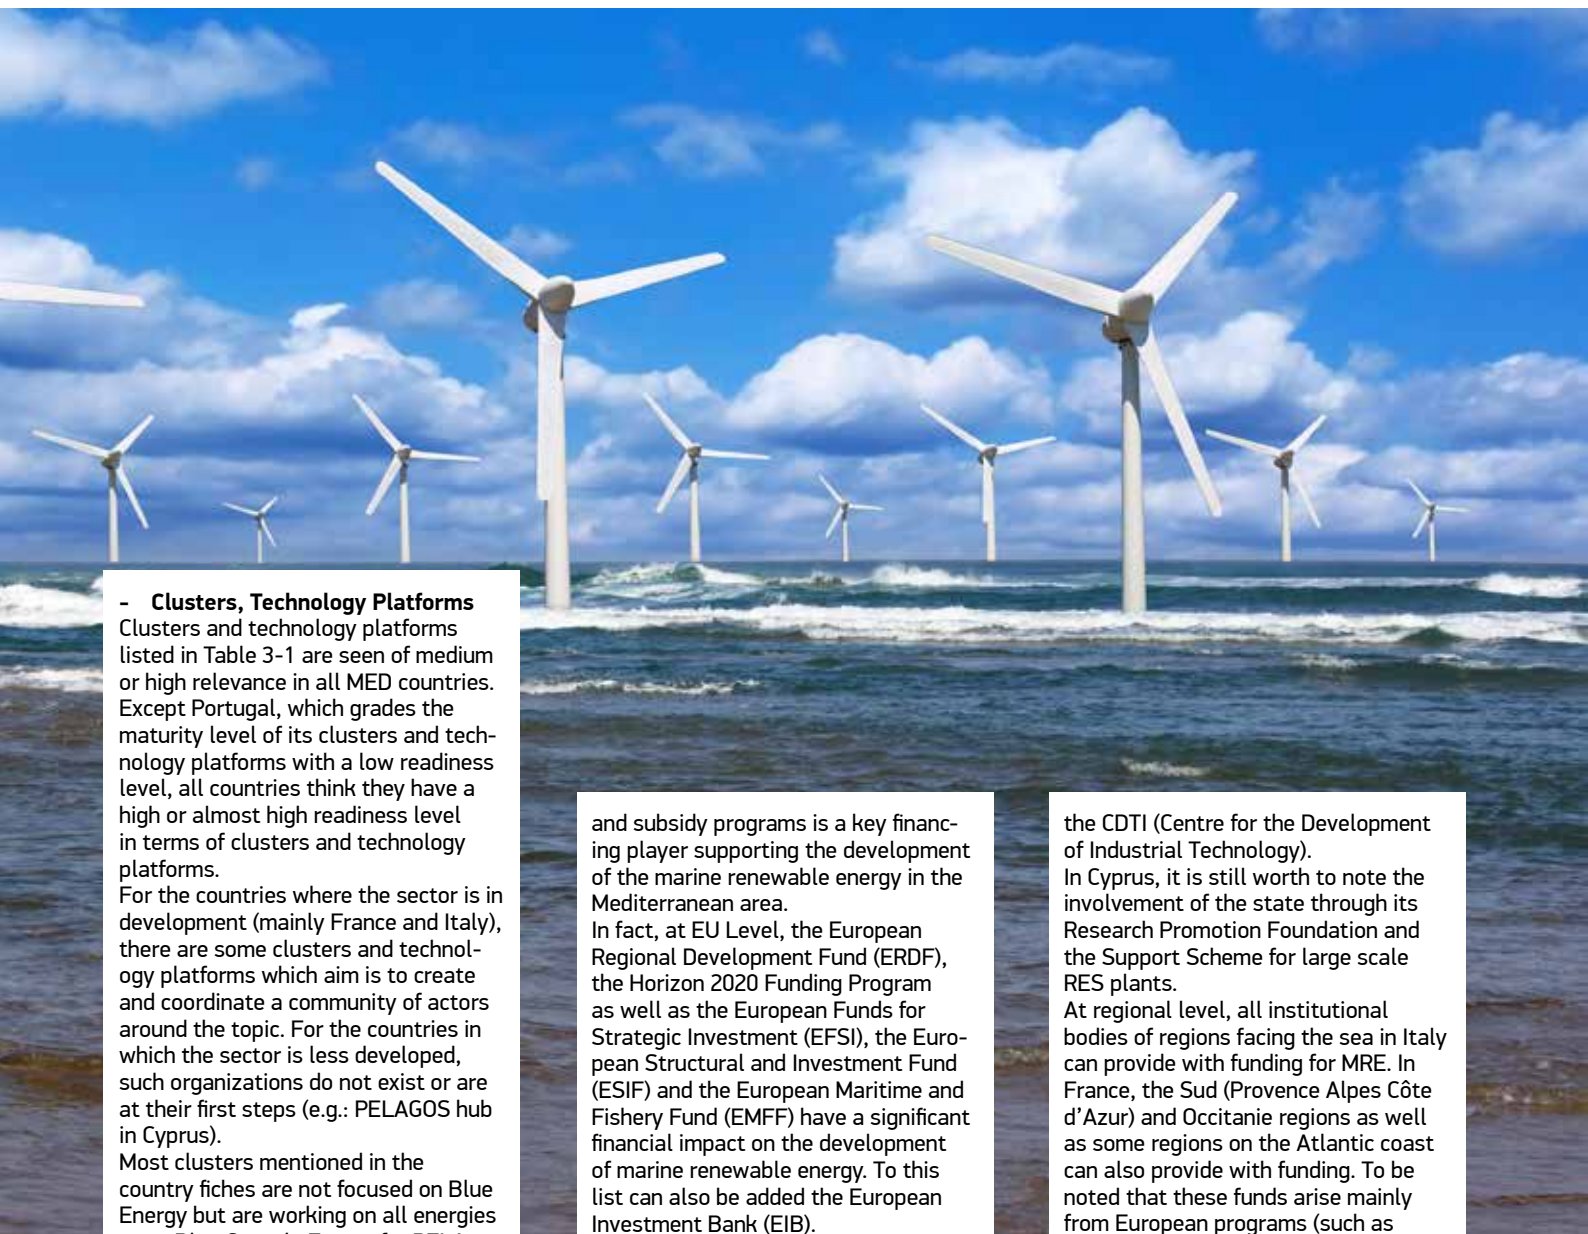 - Clusters, Technology Platforms
Clusters and technology platforms
listed in Table 3-1 are seen of medium
or high relevance in all MED countries.
Except Portugal, which grades the
maturity level of its clusters and tech-
nology platforms with a low readiness
level, all countries think they have a
high or almost high readiness level
in terms of clusters and technology
platforms.
For the countries where the sector is in
development (mainly France and Italy),
there are some clusters and technol-
ogy platforms which aim is to create
and coordinate a community of actors
around the topic. For the countries in
which the sector is less developed,
such organizations do not exist or are
at their first steps (e.g.: PELAGOS hub
in Cyprus).
Most clusters mentioned in the
country fiches are not focused on Blue
Energy but are working on all energies
and subsidy programs is a key financ-
ing player supporting the development
of the marine renewable energy in the
Mediterranean area.
In fact, at EU Level, the European
Regional Development Fund (ERDF),
the Horizon 2020 Funding Program
as well as the European Funds for
Strategic Investment (EFSI), the Euro-
pean Structural and Investment Fund
(ESIF) and the European Maritime and
Fishery Fund (EMFF) have a significant
financial impact on the development
of marine renewable energy. To this
list can also be added the European
Investment Bank (EIB).
the CDTI (Centre for the Development
of Industrial Technology).
In Cyprus, it is still worth to note the
involvement of the state through its
Research Promotion Foundation and
the Support Scheme for large scale
RES plants.
At regional level, all institutional
bodies of regions facing the sea in Italy
can provide with funding for MRE. In
France, the Sud (Provence Alpes Côte
d'Azur) and Occitanie regions as well
as some regions on the Atlantic coast
can also provide with funding. To be
noted that these funds arise mainly
from European programs (such as